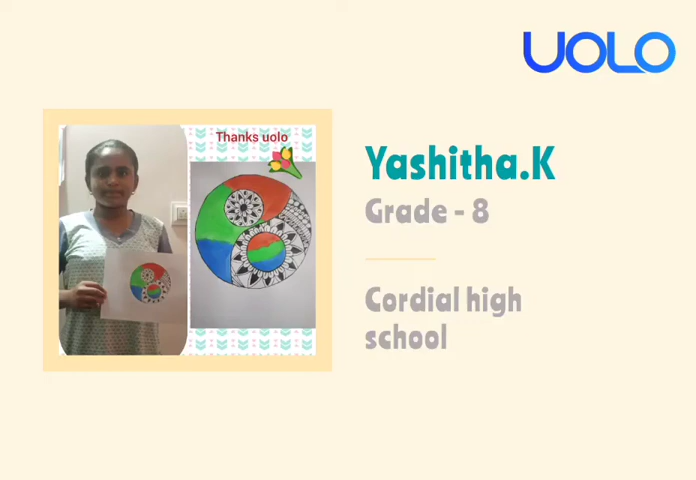 UOLO
Thanks uolo
Yashitha.K
Grade - 8
Cordial high
school